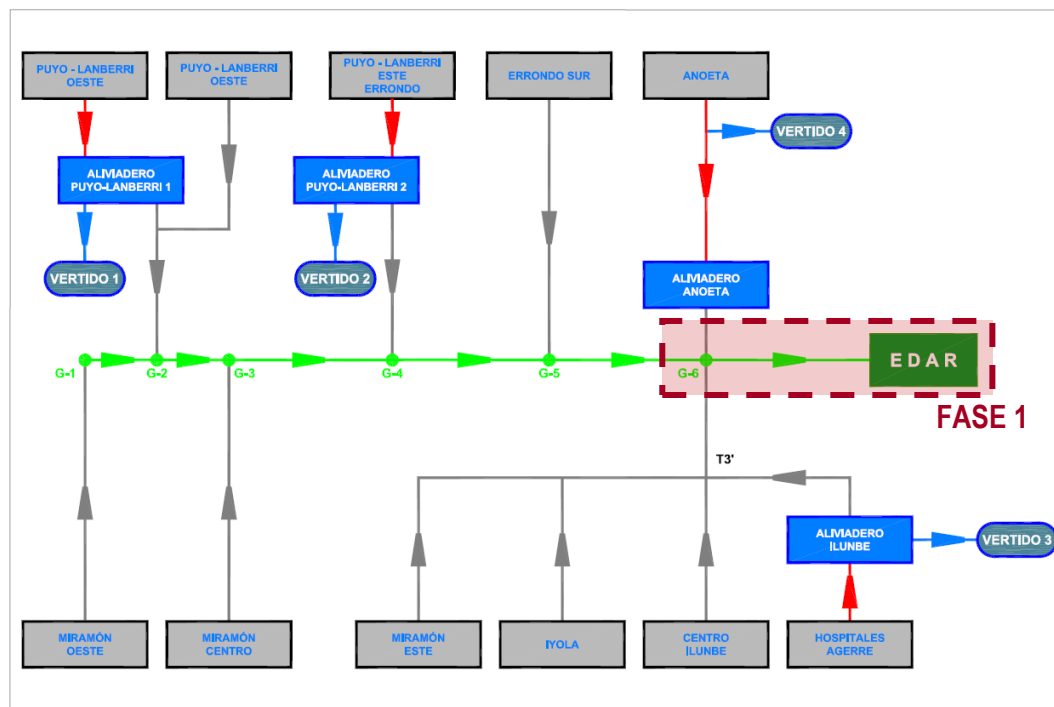 PUYO - LANBERRI
OESTE
PUYO - LANBERRI
OESTE
PUYO - LANBERRI
ESTE
ERRONDO
ERRONDO SUR
ANOETA
VERTIDO 4
ALIVIADERO
PUYO-LANBERRI 1
ALIVIADERO
PUYO-LANBERRI 2
VERTIDO 1
VERTIDO 2
ALIVIADERO
ANOETA
G-1
G-2
G-3
G-4
G-5
G-6
EDAR
FASE 1
T3'
ALIVIADERO
ILUNBE
VERTIDO 3
MIRAMÓN
OESTE
MIRAMÓN
CENTRO
MIRAMÓN
ESTE
IYOLA
CENTRO
ILUNBE
HOSPITALES
AGERRE